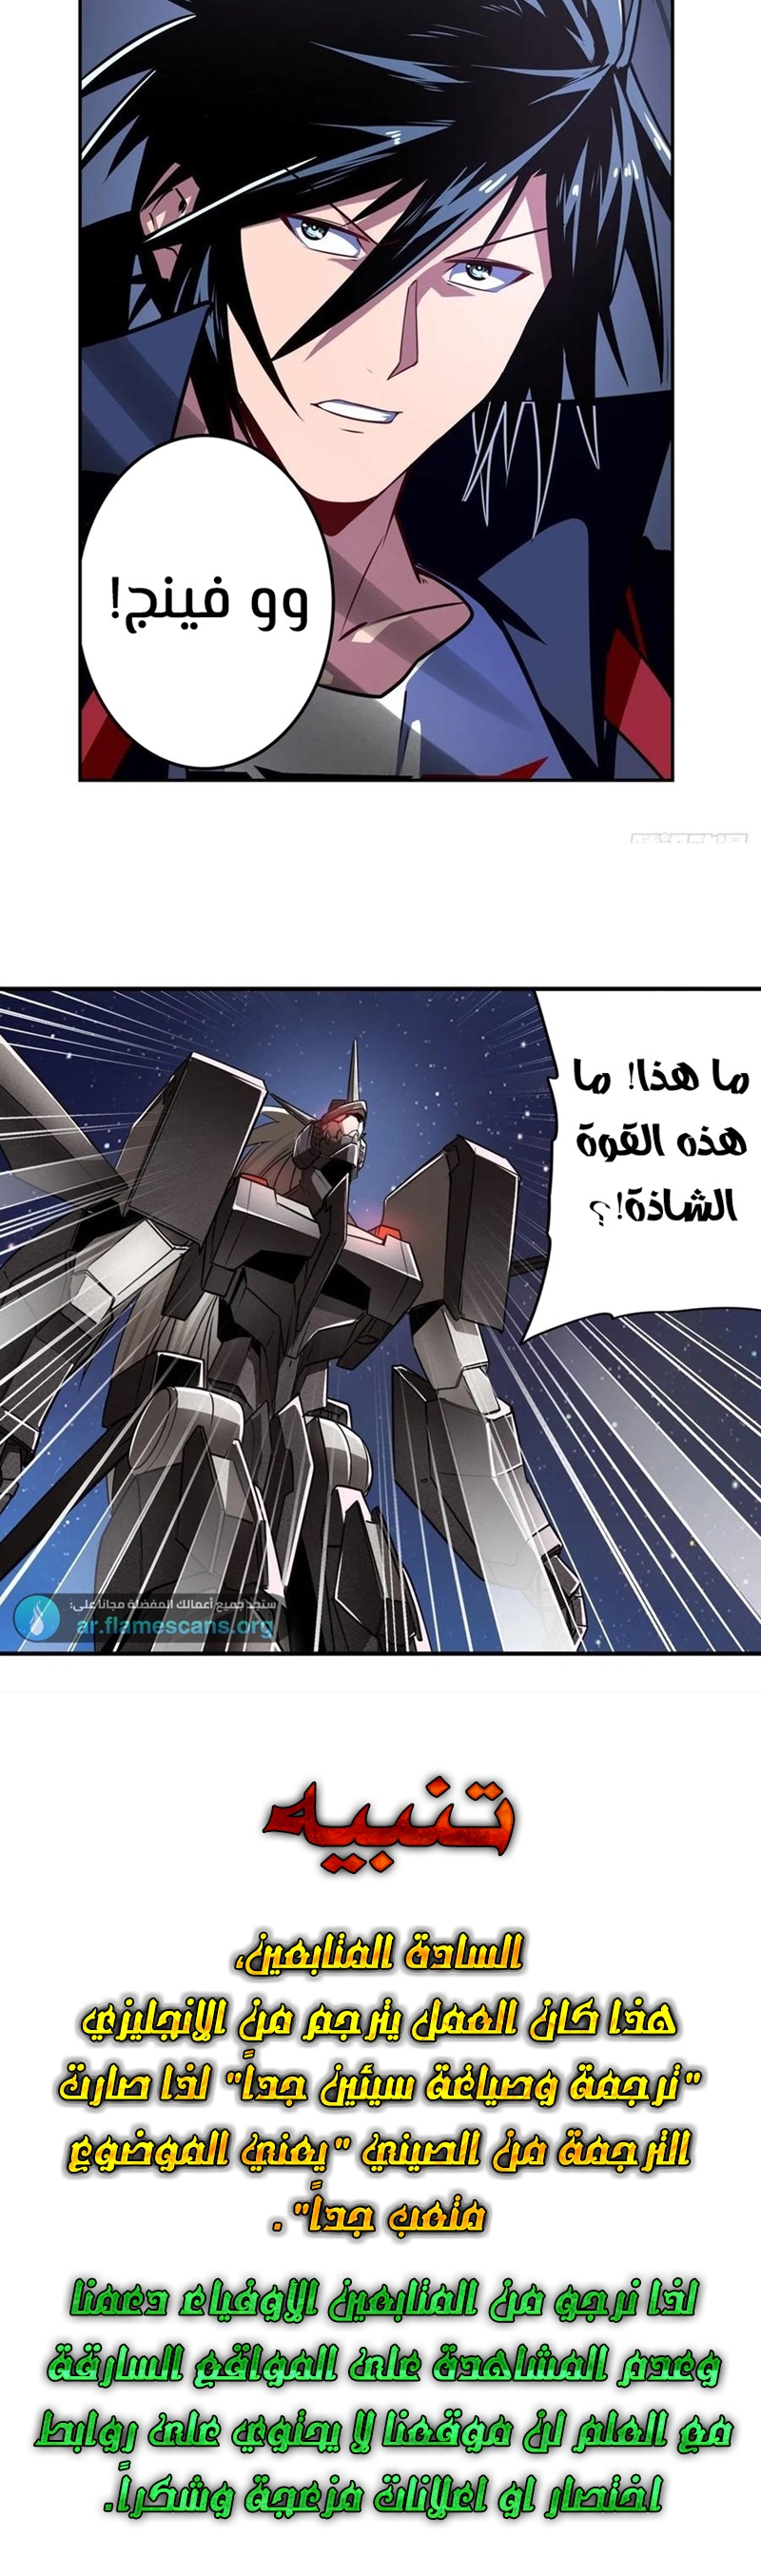 وو فينج!
ما هذا! ما
هذه القوة
الشاذة!؟
ستجد جميع أعمالك المفضلة مجاناً على:
ar.flamescans.org
تنبيه
السادة المتابعين،
هذا كان العمل يترجم من الانجليزي
"ترجمة وصياغة سيئين جداً" لذا صارت
الترجمة من الصيني "يعني الموضوع
متعب جداً".
لذا نرجو من المتابعين الاوفياء دعمنا
وعدم المشاهدة على المواقع السارقة
مع العلم لن موقعنا لا يحتوي على روابط
اختصار او اعلانات مزعجة وشكراً.